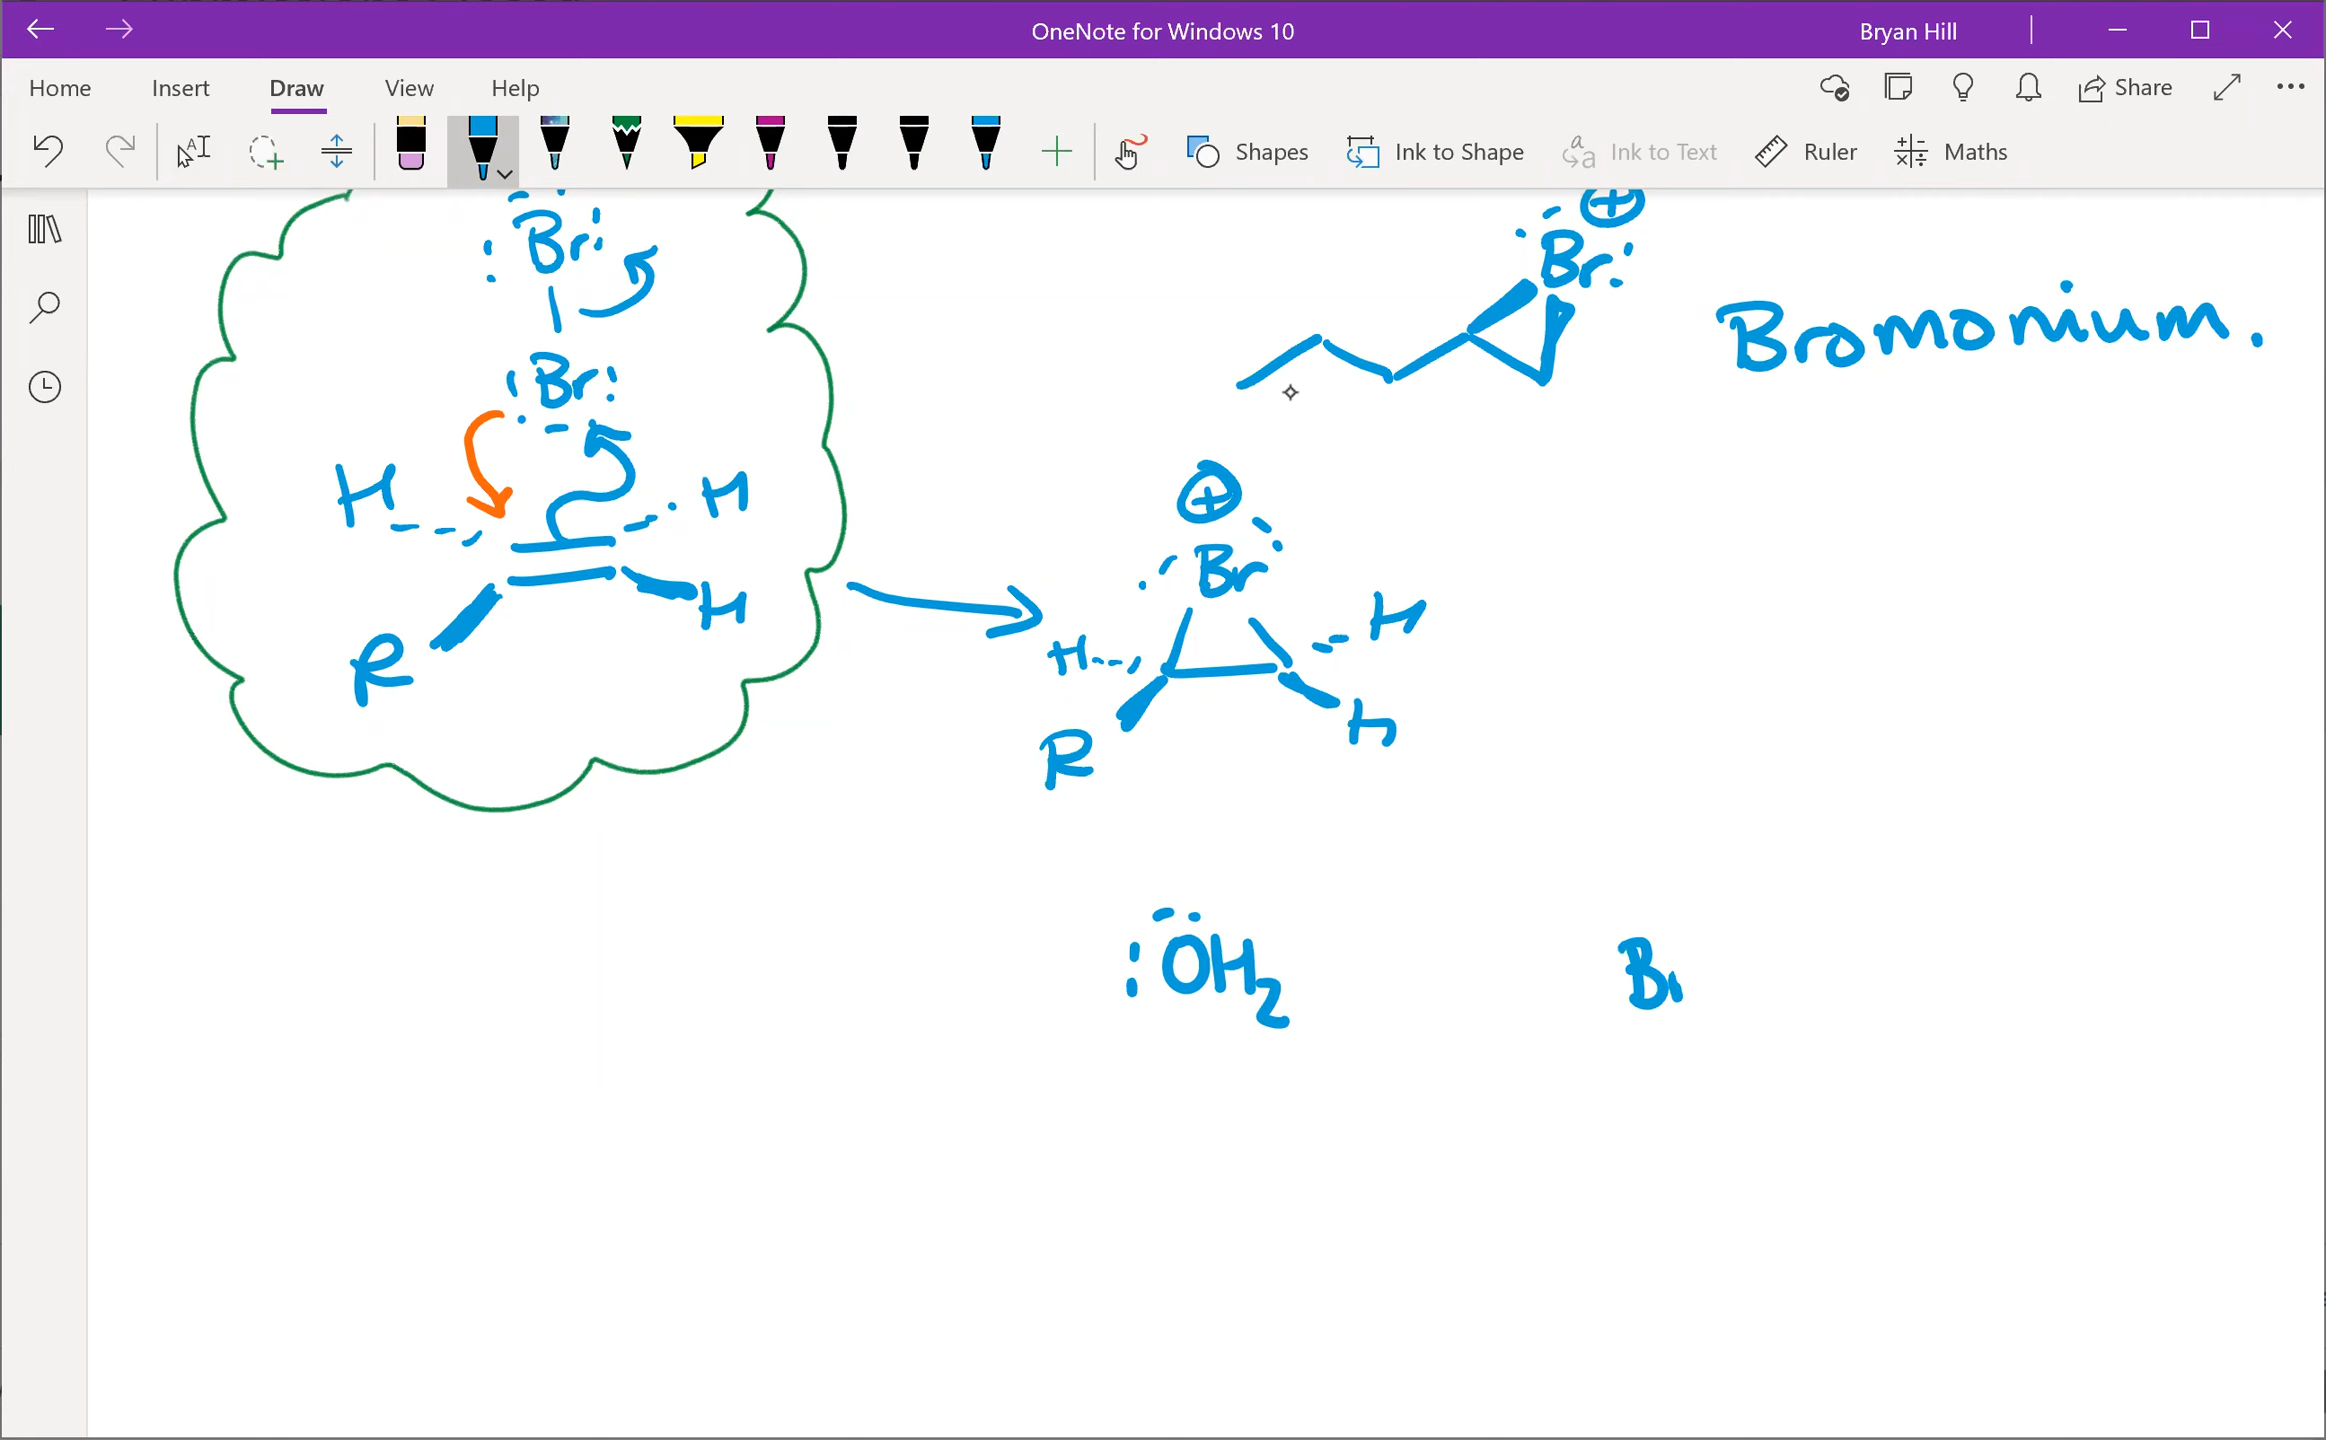 OneNote for Windows 10
Bryan Hill
Home Insert Draw View Help
Share
Shapes Ink to Shape Ink to Text Ruler Maths
+
Br
Br
Bromonium.
Br
H
H
H
R
+
Br
H
H
H
R
OH2
Br